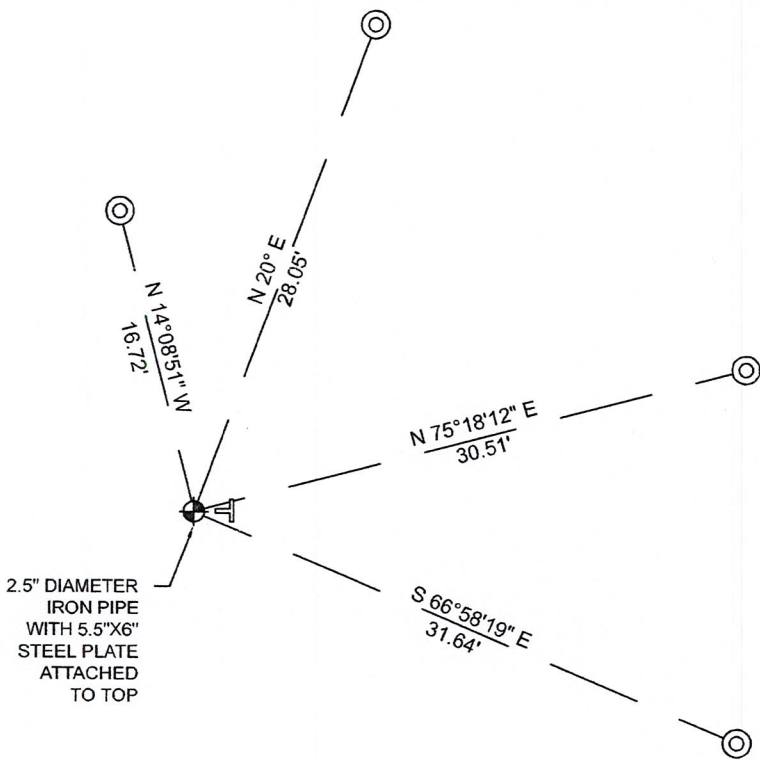 N 20° E
28.05'
N 14°08'51" W
16.72'
N 75°18'12" E
30.51'
2.5" DIAMETER
IRON PIPE
WITH 5.5"X6"
STEEL PLATE
ATTACHED
TO TOP
S 66°58'19" E
31.64'